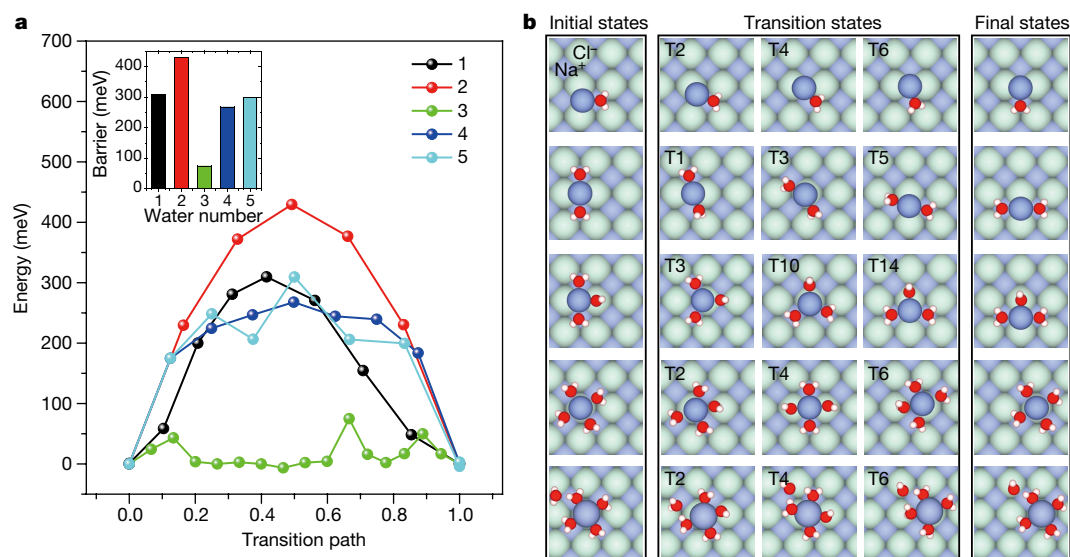 a
700
600
500
400
300
200
100
0
Energy (meV)
0.0 0.2 0.4 0.6 0.8 1.0
Transition path
400
300
200
100
0
Barrier (meV)
1 2 3 4 5
Water number
1
2
3
4
5
b
Initial states Transition states Final states
Cl⁻
Na⁺
T2 T4 T6
T1 T3 T5
T3 T10 T14
T2 T4 T6
T2 T4 T6